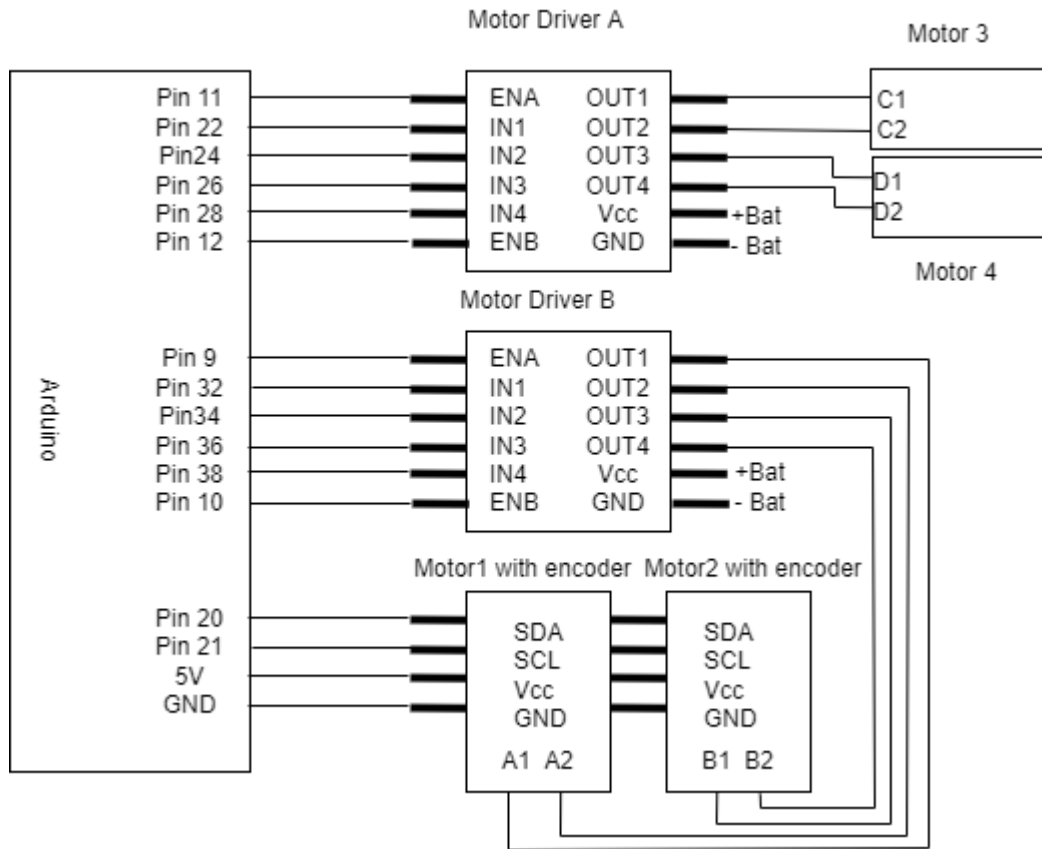 Motor Driver A
Motor 3
Pin 11 ENA OUT1 C1
Pin 22 IN1 OUT2 C2
Pin24 IN2 OUT3 D1
Pin 26 IN3 OUT4 D2
Pin 28 IN4 Vcc +Bat
Pin 12 ENB GND - Bat
Motor 4
Motor Driver B
Arduino
Pin 9 ENA OUT1
Pin 32 IN1 OUT2
Pin34 IN2 OUT3
Pin 36 IN3 OUT4
Pin 38 IN4 Vcc +Bat
Pin 10 ENB GND - Bat
Motor1 with encoder Motor2 with encoder
Pin 20 SDA SDA
Pin 21 SCL SCL
5V Vcc Vcc
GND GND GND
A1 A2 B1 B2